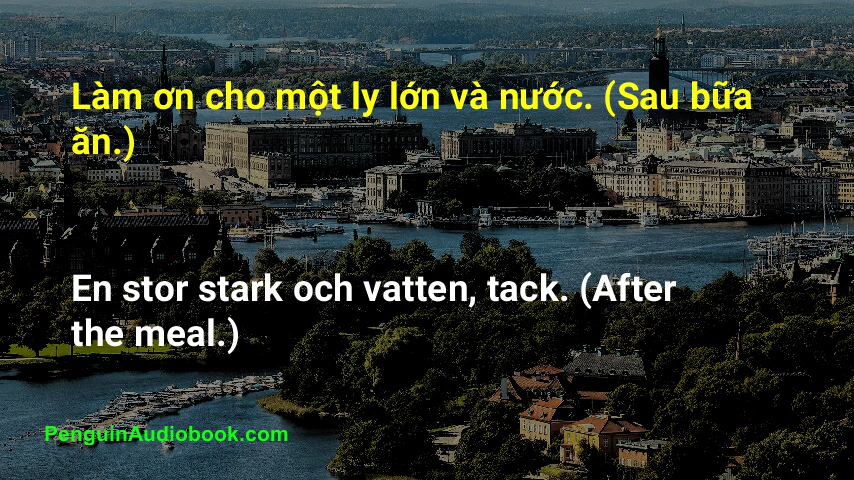 Làm ơn cho một ly lớn và nước. (Sau bữa
ăn.)
En stor stark och vatten, tack. (After
the meal.)
PenguinAudiobook.com